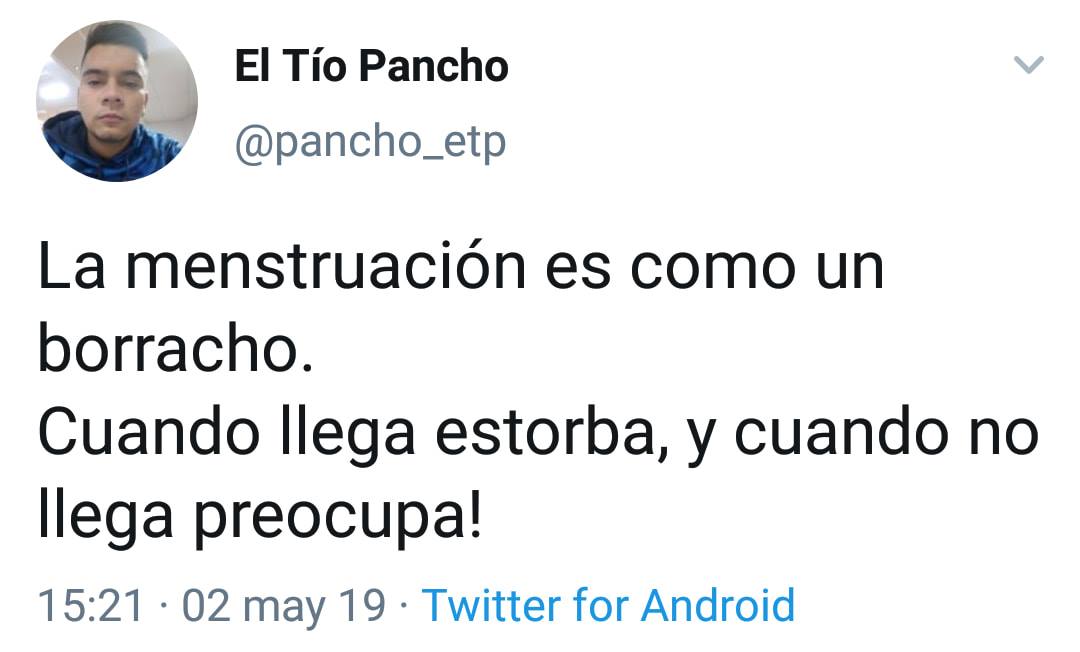 El Tío Pancho
@pancho_etp
La menstruación es como un
borracho.
Cuando llega estorba, y cuando no
llega preocupa!
15:21 · 02 may 19 · Twitter for Android